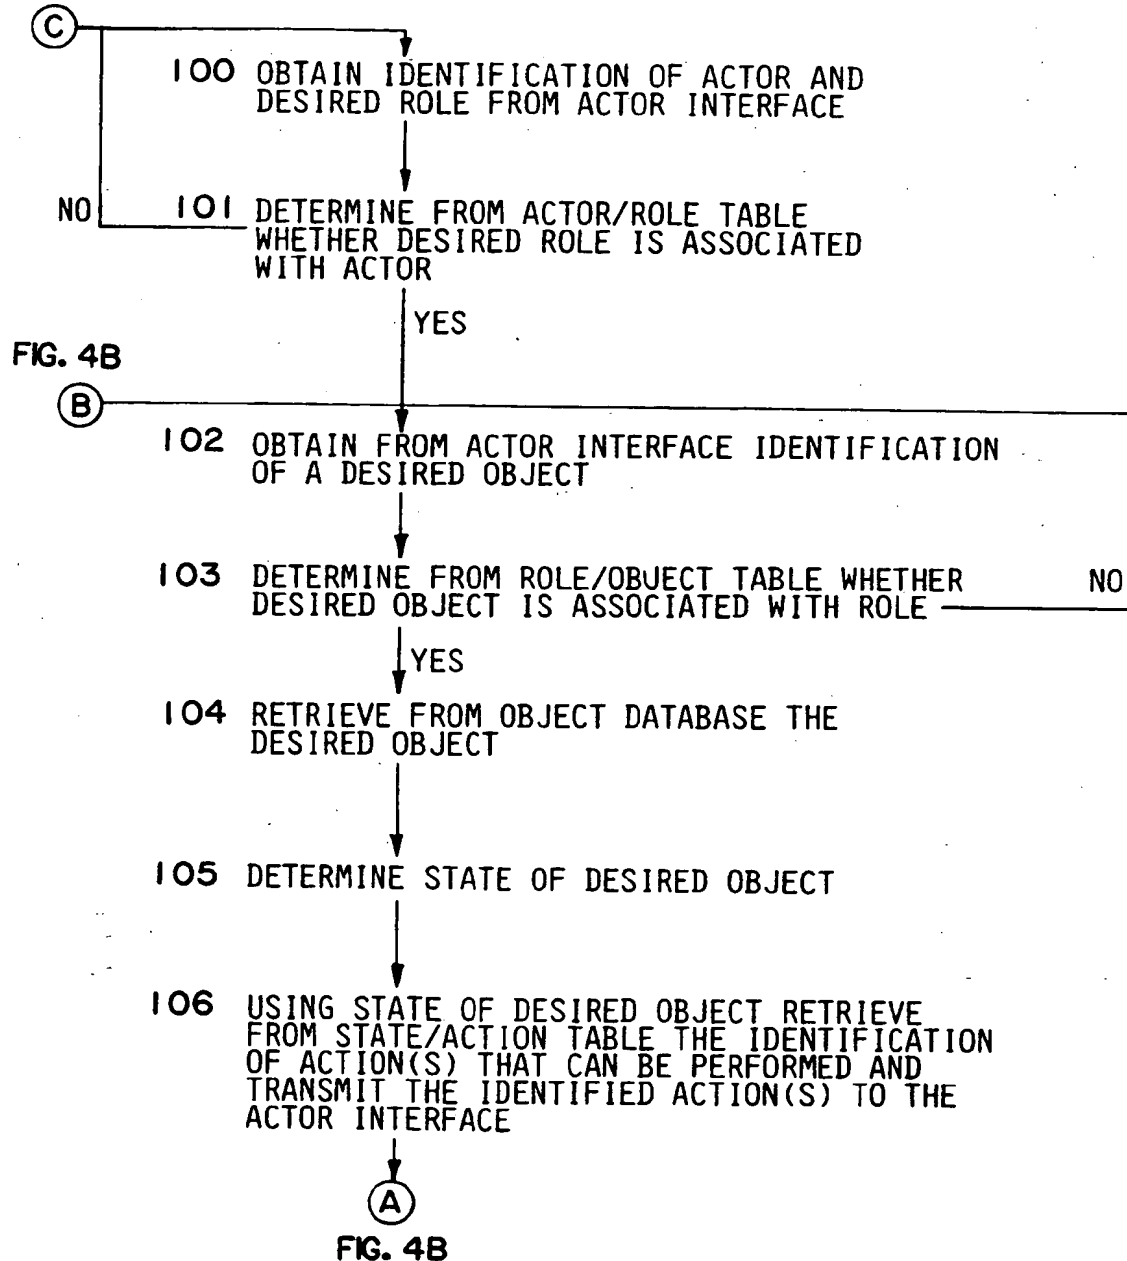 C
100 OBTAIN IDENTIFICATION OF ACTOR AND
DESIRED ROLE FROM ACTOR INTERFACE
NO 101 DETERMINE FROM ACTOR/ROLE TABLE
WHETHER DESIRED ROLE IS ASSOCIATED
WITH ACTOR
YES
FIG. 4B
B
102 OBTAIN FROM ACTOR INTERFACE IDENTIFICATION
OF A DESIRED OBJECT
103 DETERMINE FROM ROLE/OBJECT TABLE WHETHER NO
DESIRED OBJECT IS ASSOCIATED WITH ROLE
YES
104 RETRIEVE FROM OBJECT DATABASE THE
DESIRED OBJECT
105 DETERMINE STATE OF DESIRED OBJECT
106 USING STATE OF DESIRED OBJECT RETRIEVE
FROM STATE/ACTION TABLE THE IDENTIFICATION
OF ACTION(S) THAT CAN BE PERFORMED AND
TRANSMIT THE IDENTIFIED ACTION(S) TO THE
ACTOR INTERFACE
A
FIG. 4B